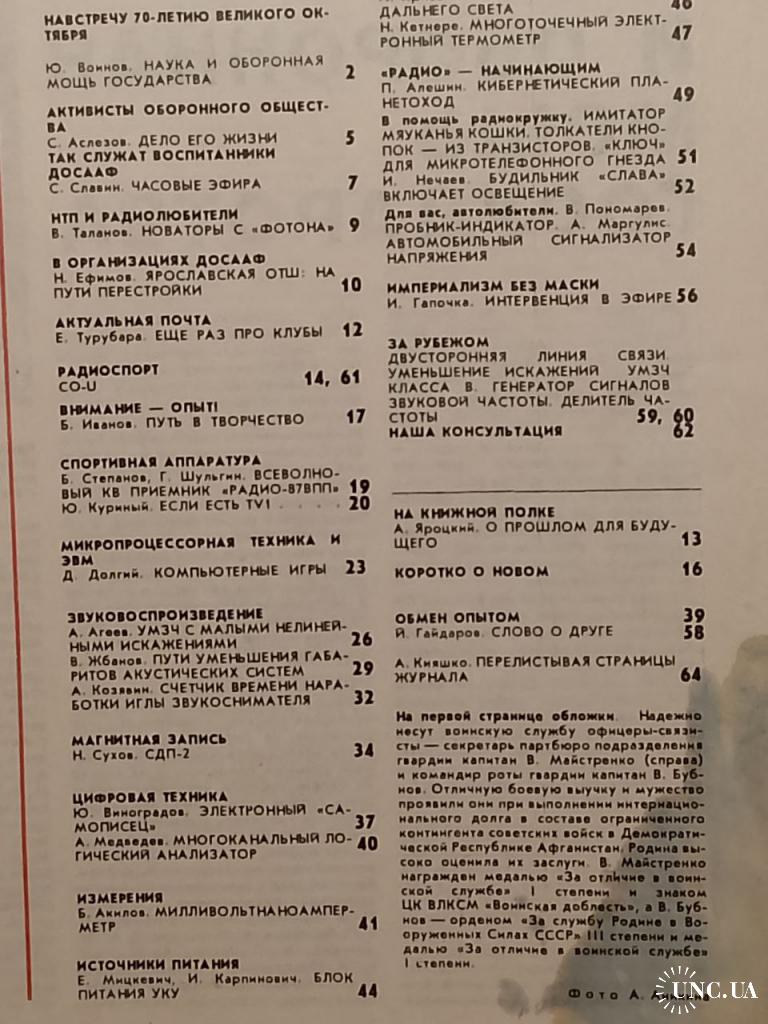 НАВСТРЕЧУ 70-ЛЕТИЮ ВЕЛИКОГО ОК-
ТЯБРЯ
Ю. Воинов. НАУКА И ОБОРОННАЯ
МОЩЬ ГОСУДАРСТВА 2
АКТИВИСТЫ ОБОРОННОГО ОБЩЕСТ-
ВА
С. Аслезов. ДЕЛО ЕГО ЖИЗНИ 5
ТАК СЛУЖАТ ВОСПИТАННИКИ
ДОСААФ
С. Славин. ЧАСОВЫЕ ЭФИРА 7
НТП И РАДИОЛЮБИТЕЛИ
В. Таланов. НОВАТОРЫ С «ФОТОНА» 9
В ОРГАНИЗАЦИЯХ ДОСААФ
Н. Ефимов. ЯРОСЛАВСКАЯ ОТШ: НА
ПУТИ ПЕРЕСТРОЙКИ 10
АКТУАЛЬНАЯ ПОЧТА
Е. Турубара. ЕЩЕ РАЗ ПРО КЛУБЫ 12
РАДИОСПОРТ
CQ-U 14, 61
ВНИМАНИЕ — ОПЫТ!
Б. Иванов. ПУТЬ В ТВОРЧЕСТВО 17
СПОРТИВНАЯ АППАРАТУРА
Б. Степанов, Г. Шульгин. ВСЕВОЛНО-
ВЫЙ КВ ПРИЕМНИК «РАДИО-87ВПП» 19
Ю. Куриный. ЕСЛИ ЕСТЬ TVI . . . . 20
МИКРОПРОЦЕССОРНАЯ ТЕХНИКА И
ЭВМ
Д. Долгий. КОМПЬЮТЕРНЫЕ ИГРЫ 23
ЗВУКОВОСПРОИЗВЕДЕНИЕ
А. Агеев. УМЗЧ С МАЛЫМИ НЕЛИНЕЙ-
НЫМИ ИСКАЖЕНИЯМИ 26
В. Жбанов. ПУТИ УМЕНЬШЕНИЯ ГАБА-
РИТОВ АКУСТИЧЕСКИХ СИСТЕМ 29
А. Козявин. СЧЕТЧИК ВРЕМЕНИ НАРА-
БОТКИ ИГЛЫ ЗВУКОСНИМАТЕЛЯ 32
МАГНИТНАЯ ЗАПИСЬ
Н. Сухов. СДП-2 34
ЦИФРОВАЯ ТЕХНИКА
Ю. Виноградов. ЭЛЕКТРОННЫЙ «СА-
МОПИСЕЦ» 37
А. Медведев. МНОГОКАНАЛЬНЫЙ ЛО-
ГИЧЕСКИЙ АНАЛИЗАТОР 40
ИЗМЕРЕНИЯ
Б. Акилов. МИЛЛИВОЛЬТНАНОАМПЕР-
МЕТР 41
ИСТОЧНИКИ ПИТАНИЯ
Е. Мицкевич, И. Карпинович. БЛОК
ПИТАНИЯ УКУ 44
ДАЛЬНЕГО СВЕТА 46
Н. Кетнере. МНОГОТОЧЕЧНЫЙ ЭЛЕКТ-
РОННЫЙ ТЕРМОМЕТР 47
«РАДИО» — НАЧИНАЮЩИМ
П. Алешин. КИБЕРНЕТИЧЕСКИЙ ПЛА-
НЕТОХОД 49
В помощь радиокружку. ИМИТАТОР
МЯУКАНЬЯ КОШКИ. ТОЛКАТЕЛИ КНО-
ПОК — ИЗ ТРАНЗИСТОРОВ. «КЛЮЧ»
ДЛЯ МИКРОТЕЛЕФОННОГО ГНЕЗДА 51
И. Нечаев. БУДИЛЬНИК «СЛАВА»
ВКЛЮЧАЕТ ОСВЕЩЕНИЕ 52
Для вас, автолюбители. В. Пономарев.
ПРОБНИК-ИНДИКАТОР. А. Маргулис.
АВТОМОБИЛЬНЫЙ СИГНАЛИЗАТОР
НАПРЯЖЕНИЯ 54
ИМПЕРИАЛИЗМ БЕЗ МАСКИ
И. Гапочка. ИНТЕРВЕНЦИЯ В ЭФИРЕ 56
ЗА РУБЕЖОМ
ДВУСТОРОННЯЯ ЛИНИЯ СВЯЗИ.
УМЕНЬШЕНИЕ ИСКАЖЕНИЙ УМЗЧ
КЛАССА В. ГЕНЕРАТОР СИГНАЛОВ
ЗВУКОВОЙ ЧАСТОТЫ. ДЕЛИТЕЛЬ ЧА-
СТОТЫ 59, 60
НАША КОНСУЛЬТАЦИЯ 62
НА КНИЖНОЙ ПОЛКЕ
А. Яроцкий. О ПРОШЛОМ ДЛЯ БУДУ-
ЩЕГО 13
КОРОТКО О НОВОМ 16
ОБМЕН ОПЫТОМ 39
Й. Гайдаров. СЛОВО О ДРУГЕ 58
А. Кияшко. ПЕРЕЛИСТЫВАЯ СТРАНИЦЫ
ЖУРНАЛА 64
На первой странице обложки. Надежно
несут воинскую службу офицеры-связи-
сты — секретарь партбюро подразделения
гвардии капитан В. Майстренко (справа)
и командир роты гвардии капитан В. Буб-
нов. Отличную боевую выучку и мужество
проявили они при выполнении интернацио-
нального долга в составе ограниченного
контингента советских войск в Демократи-
ческой Республике Афганистан. Родина вы-
соко оценила их заслуги. В. Майстренко
награжден медалью «За отличие в воин-
ской службе» I степени и знаком
ЦК ВЛКСМ «Воинская доблесть», а В. Буб-
нов — орденом «За службу Родине в Во-
оруженных Силах СССР» III степени и ме-
далью «За отличие в воинской службе»
I степени.
Фото А.
UNC.UA